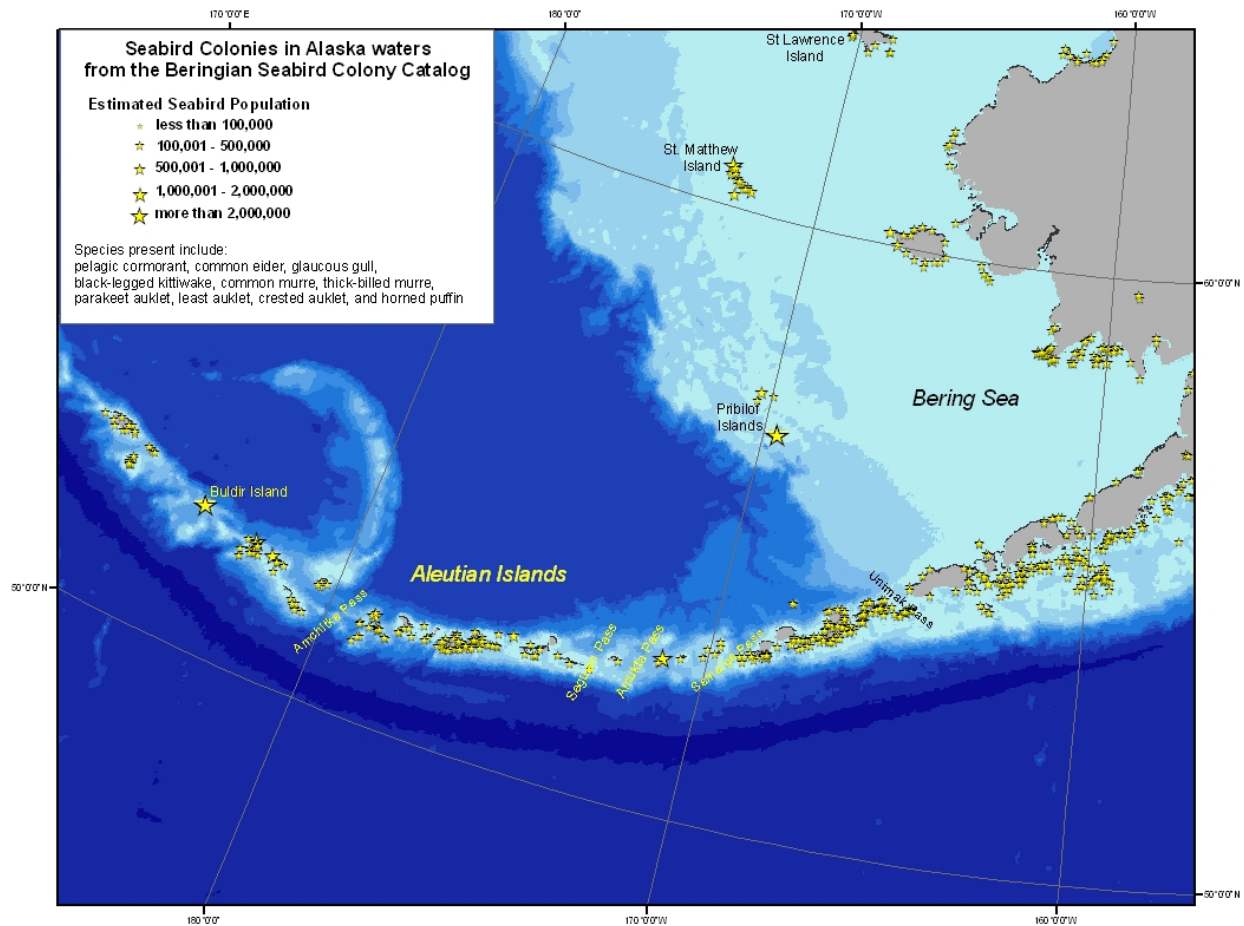 170°0'0"E
180°0'0"
170°0'0"W
160°0'0"W
Seabird Colonies in Alaska waters
from the Beringian Seabird Colony Catalog
Estimated Seabird Population
less than 100,000
100,001 - 500,000
500,001 - 1,000,000
1,000,001 - 2,000,000
more than 2,000,000
Species present include:
pelagic cormorant, common eider, glaucous gull,
black-legged kittiwake, common murre, thick-billed murre,
parakeet auklet, least auklet, crested auklet, and horned puffin
St Lawrence
Island
St. Matthew
Island
60°0'0"N
Bering Sea
Pribilof
Islands
Buldir Island
Aleutian Islands
50°0'0"N
Unimak Pass
Amchitka Pass
Seguam Pass
Amukta Pass
Samalga Pass
50°0'0"N
180°0'0"
170°0'0"W
160°0'0"W